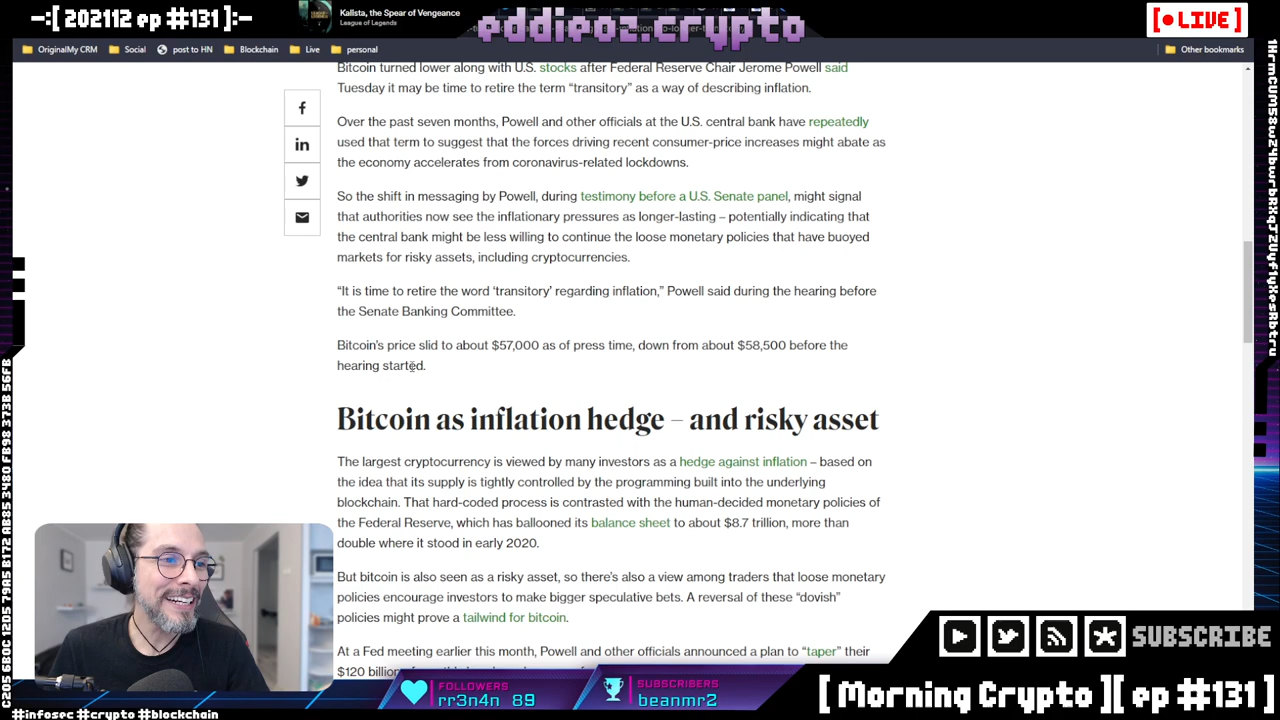 -:[ 202112 ep #131 ]:-
Kalista, the Spear of Vengeance
League of Legends
eddieoz.crypto
[ LIVE ]
OriginalMy CRM
Social
post to HN
Blockchain
Live
personal
Other bookmarks
Bitcoin turned lower along with U.S. stocks after Federal Reserve Chair Jerome Powell said
Tuesday it may be time to retire the term “transitory” as a way of describing inflation.
Over the past seven months, Powell and other officials at the U.S. central bank have repeatedly
used that term to suggest that the forces driving recent consumer-price increases might abate as
the economy accelerates from coronavirus-related lockdowns.
So the shift in messaging by Powell, during testimony before a U.S. Senate panel, might signal
that authorities now see the inflationary pressures as longer-lasting – potentially indicating that
the central bank might be less willing to continue the loose monetary policies that have buoyed
markets for risky assets, including cryptocurrencies.
“It is time to retire the word ‘transitory’ regarding inflation,” Powell said during the hearing before
the Senate Banking Committee.
Bitcoin’s price slid to about $57,000 as of press time, down from about $58,500 before the
hearing started.
Bitcoin as inflation hedge – and risky asset
The largest cryptocurrency is viewed by many investors as a hedge against inflation – based on
the idea that its supply is tightly controlled by the programming built into the underlying
blockchain. That hard-coded process is contrasted with the human-decided monetary policies of
the Federal Reserve, which has ballooned its balance sheet to about $8.7 trillion, more than
double where it stood in early 2020.
But bitcoin is also seen as a risky asset, so there’s also a view among traders that loose monetary
policies encourage investors to make bigger speculative bets. A reversal of these “dovish”
policies might prove a tailwind for bitcoin.
At a Fed meeting earlier this month, Powell and other officials announced a plan to “taper” their
$120 billion
SUBSCRIBE
FOLLOWERS
rr3n4n 89
SUBSCRIBERS
beanmr2
[ Morning Crypto ][ ep #131 ]
#infosec #crypto #blockchain